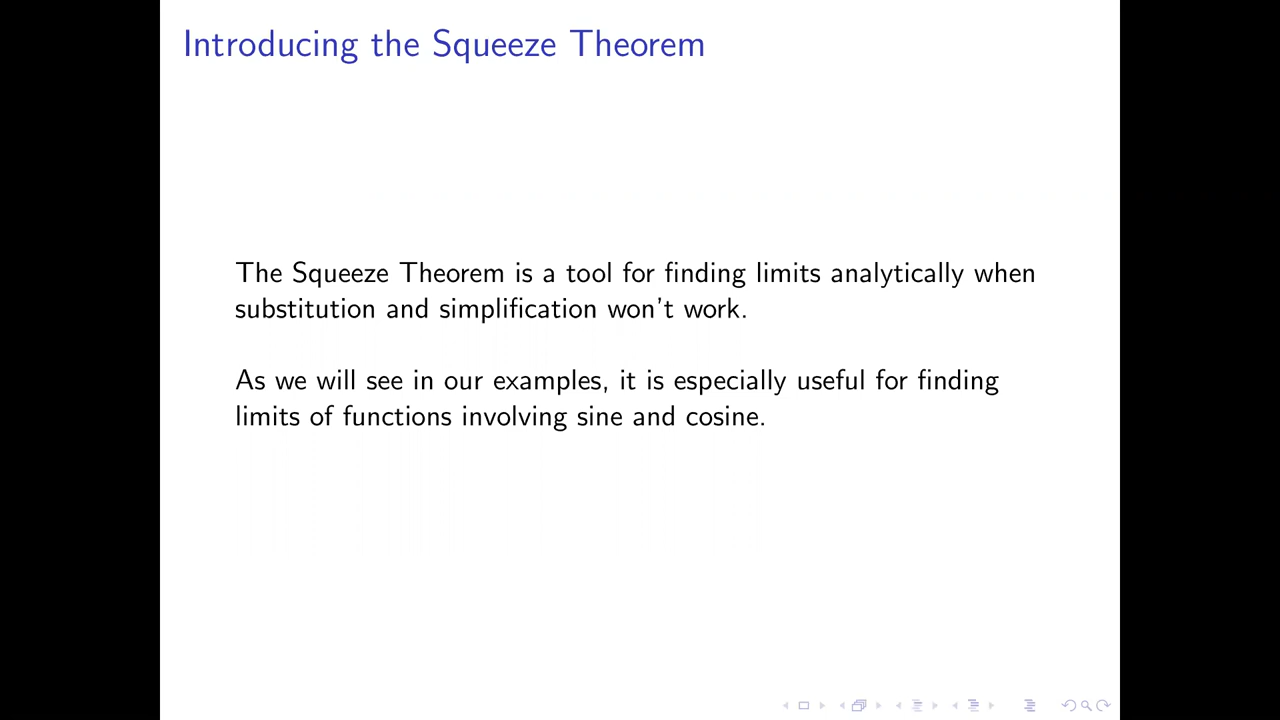 Introducing the Squeeze Theorem
The Squeeze Theorem is a tool for finding limits analytically when
substitution and simplification won't work.
As we will see in our examples, it is especially useful for finding
limits of functions involving sine and cosine.